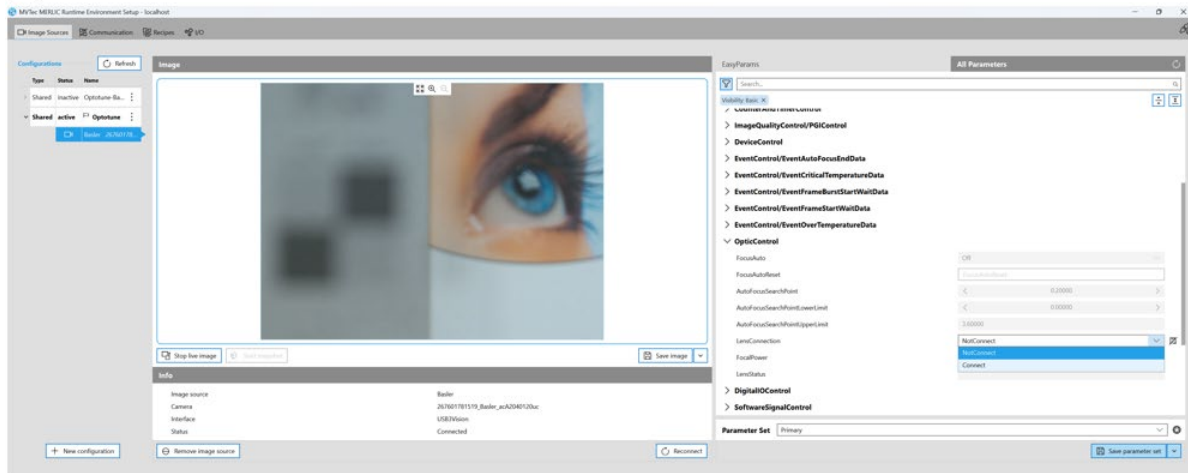 MVTec MERLIC Runtime Environment Setup - localhost
Image Sources Communication Recipes I/O
Configurations Refresh
Type Status Name
Shared inactive Optotune-Ba...
Shared active Optotune
Basler 26760178...
+ New configuration
Image
Stop live image
Save image
Info
Image source Basler
Camera
Interface USB3Vision
Status Connected
Remove image source Reconnect
EasyParams All Parameters
Search...
Visibility: Basic ×
CounterAndTimerControl
ImageQualityControl/PGIControl
DeviceControl
EventControl/EventAutoFocusEndData
EventControl/EventCriticalTemperatureData
EventControl/EventFrameBurstStartWaitData
EventControl/EventFrameStartWaitData
EventControl/EventOverTemperatureData
OpticControl
FocusAuto Off
FocusAutoReset FocusAutoReset
AutoFocusSearchPoint 0.20000
AutoFocusSearchPointLowerLimit 0.00000
AutoFocusSearchPointUpperLimit 3.60000
LensConnection NotConnect
NotConnect
FocalPower
Connect
LensStatus
DigitalIOControl
SoftwareSignalControl
Parameter Set Primary
Save parameter set